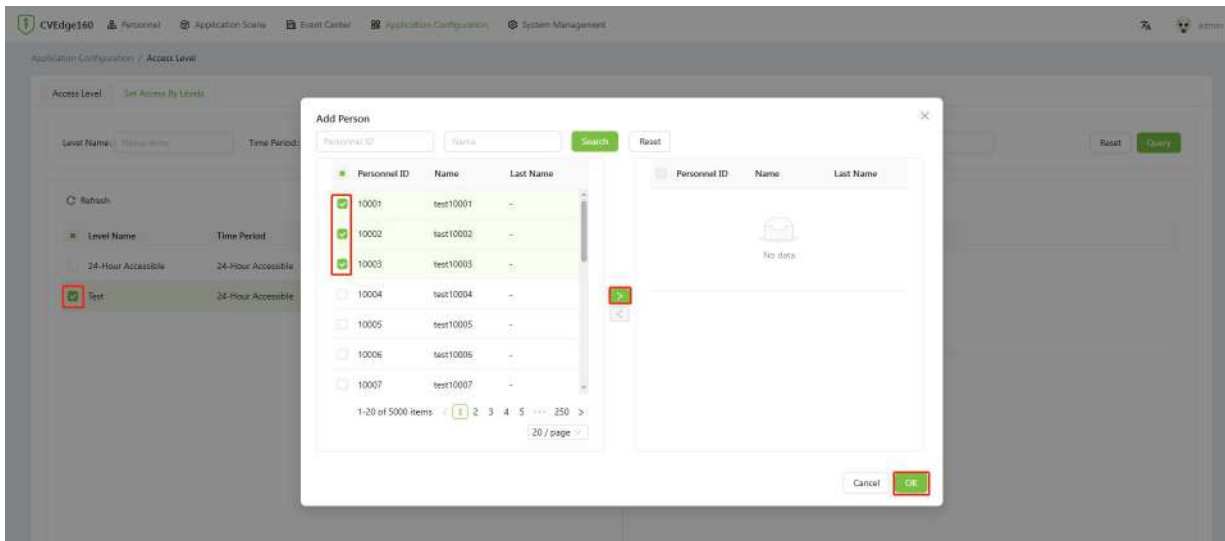 CVEdge160 Personnel Application Scene Event Center Application Configuration System Management admin
Application Configuration / Access Level
Access Level Set Access By Levels
Level Name: Time Period:
Reset Query
Refresh
Level Name Time Period
24-Hour Accessible 24-Hour Accessible
Test 24-Hour Accessible
Add Person
Personnel ID Name Search Reset
Personnel ID Name Last Name
10001 test10001 -
10002 test10002 -
10003 test10003 -
10004 test10004 -
10005 test10005 -
10006 test10006 -
10007 test10007 -
1-20 of 5000 items < 1 2 3 4 5 ··· 250 >
20 / page
Personnel ID Name Last Name
No data
>
<
Cancel OK